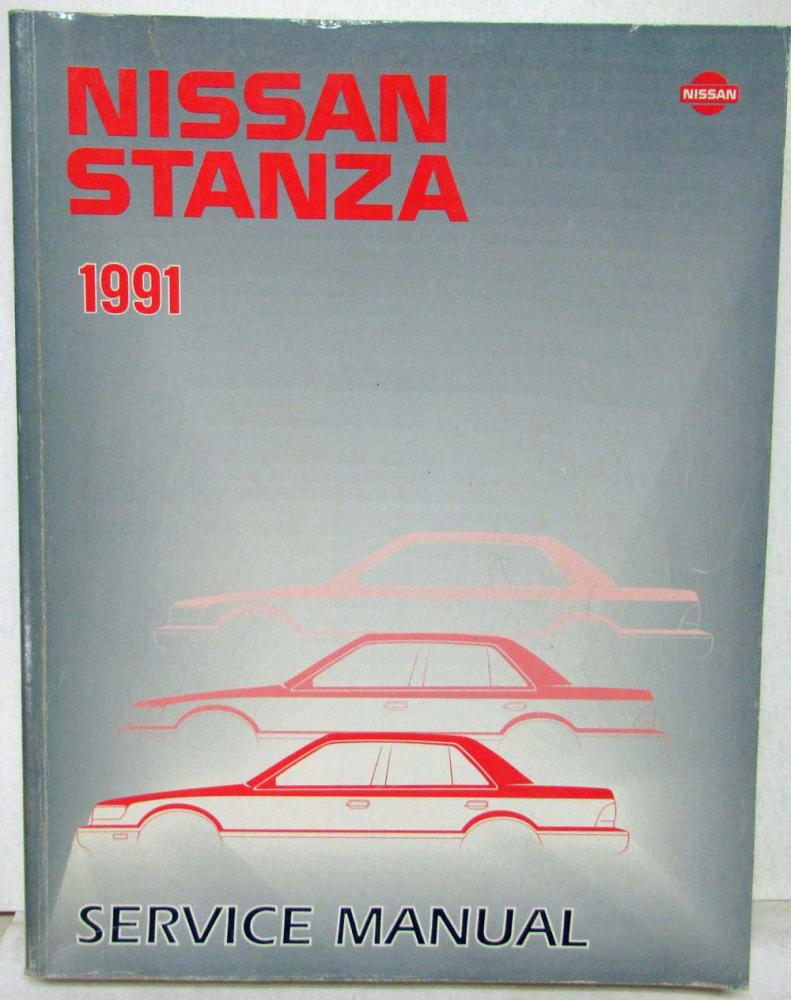 NISSAN
STANZA
NISSAN
1991
SERVICE MANUAL